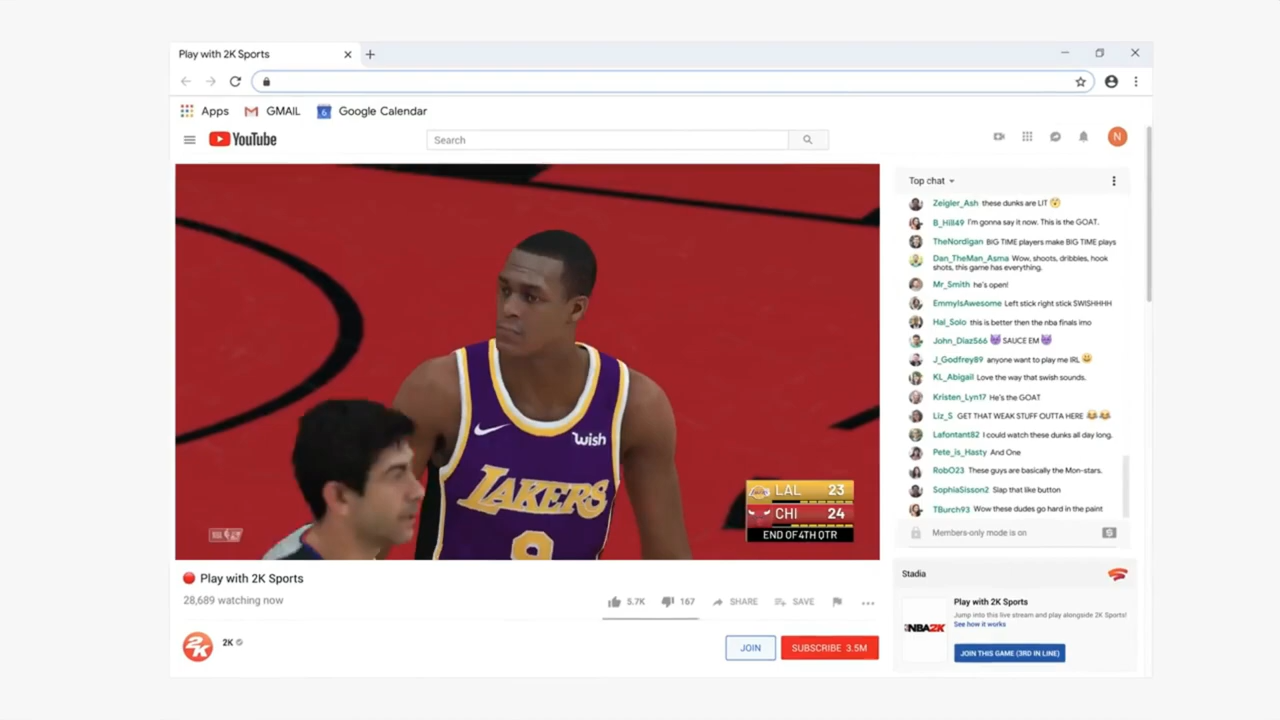 Play with 2K Sports
Apps GMAIL 6 Google Calendar
YouTube
Search
N
Top chat
Zeigler_Ash these dunks are LIT 😲
B_Hill49 I'm gonna say it now. This is the GOAT.
TheNordigan BIG TIME players make BIG TIME plays
Dan_TheMan_Asma Wow, shoots, dribbles, hook
shots, this game has everything.
Mr_Smith he's open!
EmmyIsAwesome Left stick right stick SWISHHHH
Hal_Solo this is better then the nba finals imo
John_Diaz566 😈 SAUCE EM 😈
J_Godfrey89 anyone want to play me IRL 😃
KL_Abigail Love the way that swish sounds.
Kristen_Lyn17 He's the GOAT
Liz_S GET THAT WEAK STUFF OUTTA HERE 😂😂
Lafontant82 I could watch these dunks all day long.
Pete_is_Hasty And One
RobO23 These guys are basically the Mon-stars.
SophiaSisson2 Slap that like button
TBurch93 Wow these dudes go hard in the paint
Members-only mode is on
wish
LAKERS
9
LAL 23
CHI 24
END OF 4TH QTR
Play with 2K Sports
28,689 watching now
5.7K 167 SHARE SAVE
2K
2K
JOIN
SUBSCRIBE 3.5M
Stadia
NBA2K
Play with 2K Sports
Jump into this live stream and play alongside 2K Sports!
See how it works
JOIN THIS GAME (3RD IN LINE)